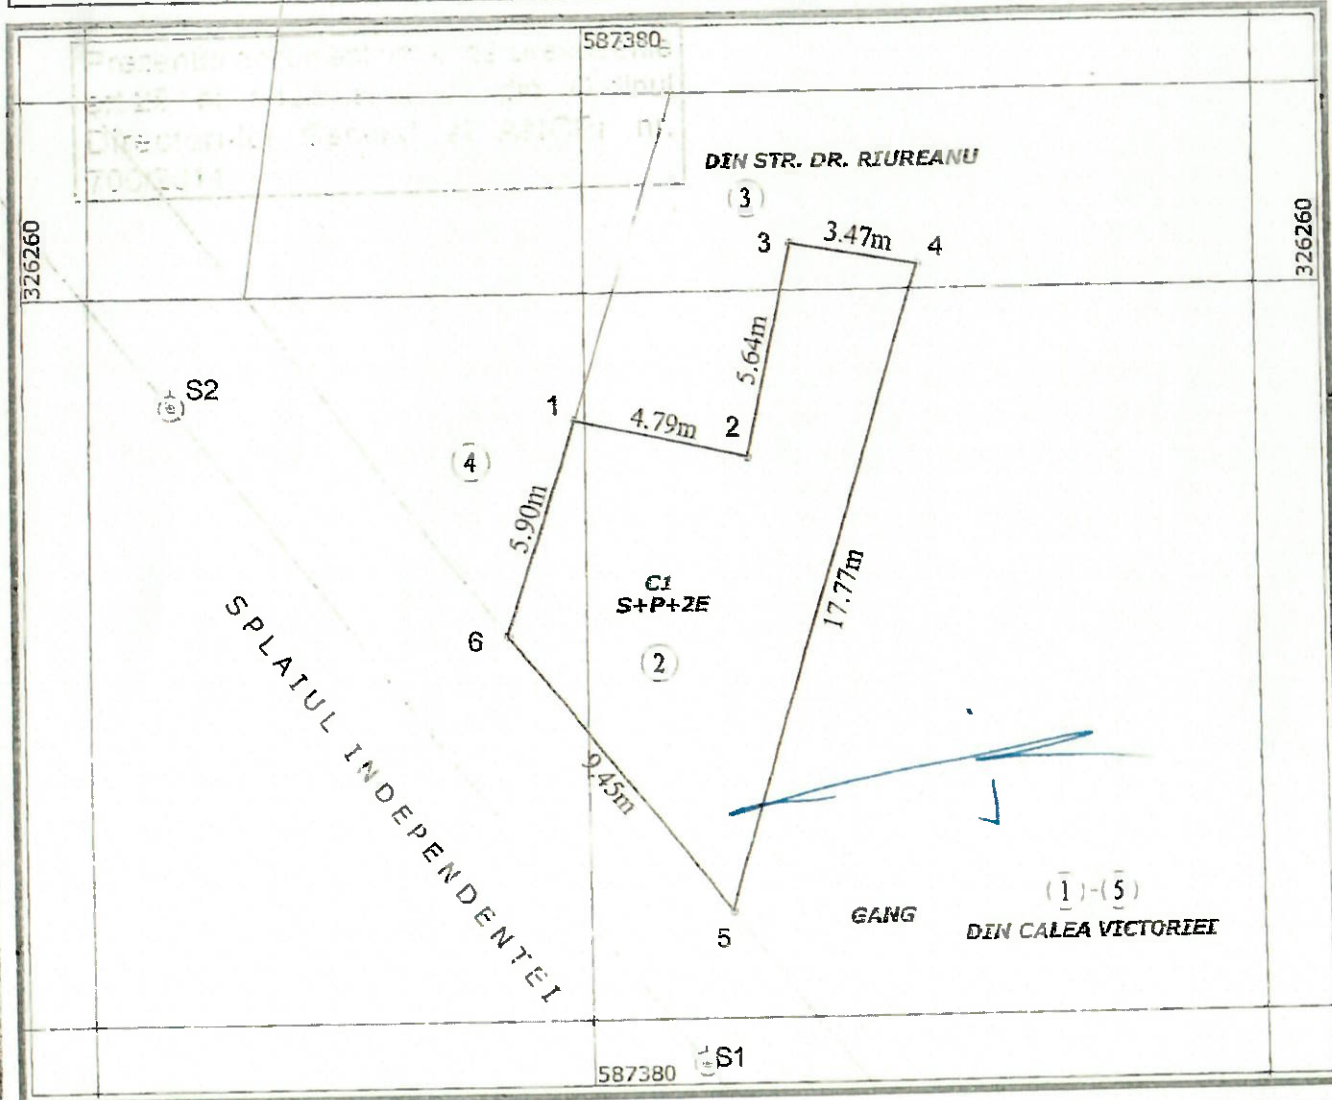 587380
DIN STR. DR. RIUREANU
3
3 3.47m 4
326260
326260
5.64m
S2
1 4.79m 2
4
5.90m
C1
S+P+2E
17.77m
6
2
SPLAIUL INDEPENDENTEI
9.45m
(1)-(5)
GANG
DIN CALEA VICTORIEI
5
S1
587380